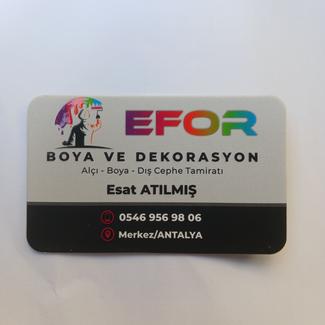 EFOR
BOYA VE DEKORASYON
Alçı - Boya - Dış Cephe Tamiratı
Esat ATILMIŞ
0546 956 98 06
Merkez/ANTALYA